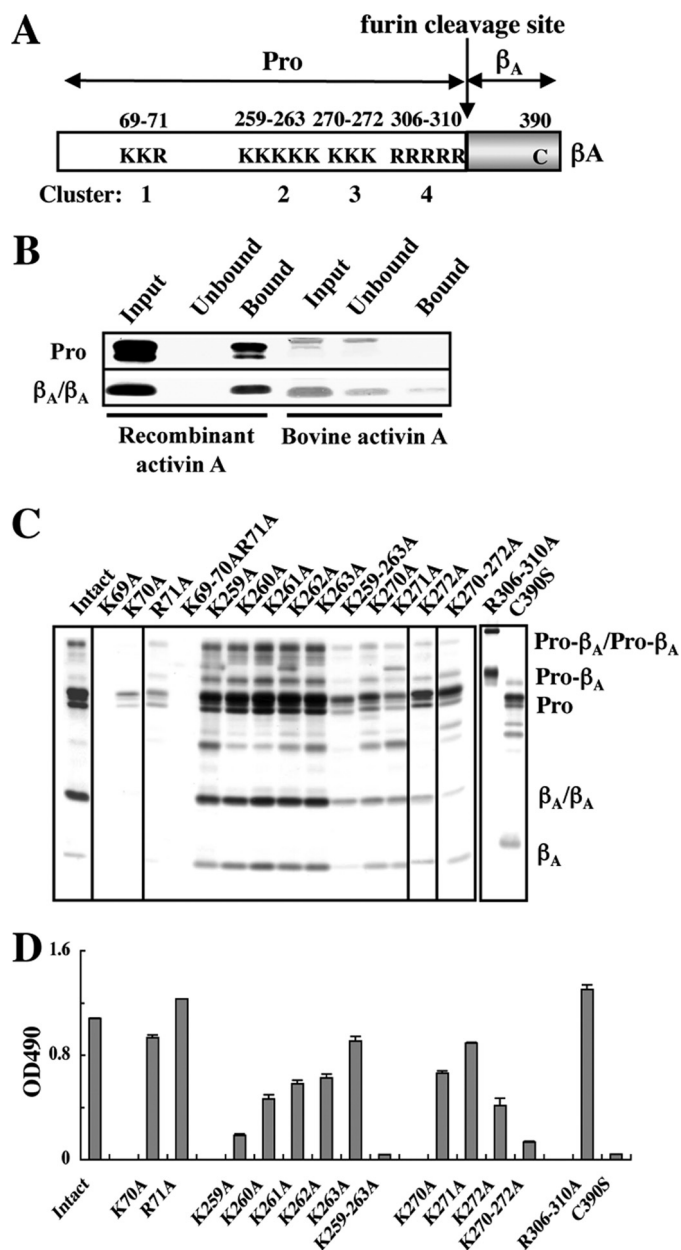 A
furin cleavage site
Pro
βA
69-71 259-263 270-272 306-310 390
KKR KKKKK KKK RRRRR C βA
Cluster: 1 2 3 4
B
Input Unbound Bound Input Unbound Bound
Pro
βA/βA
Recombinant activin A
Bovine activin A
C
Intact K69A K70A R71A K69-70AR71A K259A K260A K261A K262A K263A K259-263A K270A K271A K272A K270-272A R306-310A C390S
Pro-βA/Pro-βA
Pro-βA
Pro
βA/βA
βA
D
OD490
1.6
0.8
0
Intact K70A R71A K259A K260A K261A K262A K263A K259-263A K270A K271A K272A K270-272A R306-310A C390S